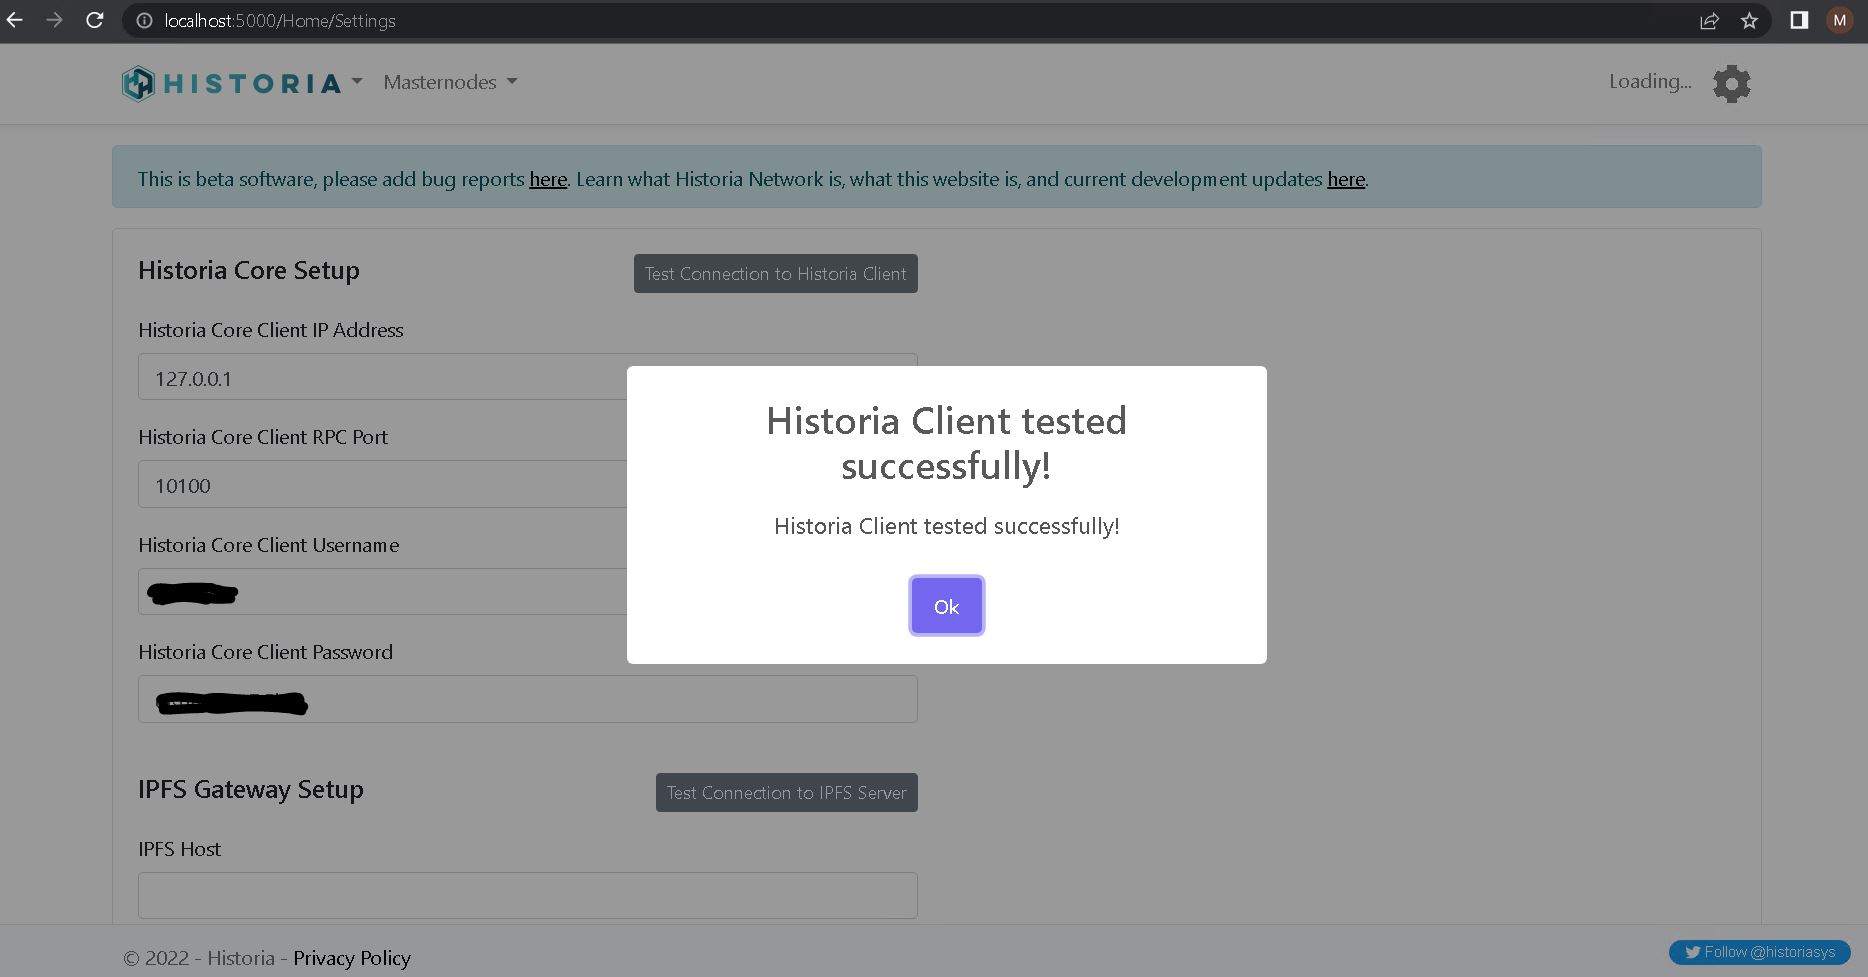 localhost:5000/Home/Settings
M
HISTORIA
Masternodes
Loading...
This is beta software, please add bug reports here. Learn what Historia Network is, what this website is, and current development updates here.
Historia Core Setup
Test Connection to Historia Client
Historia Core Client IP Address
127.0.0.1
Historia Core Client RPC Port
10100
Historia Core Client Username
Historia Core Client Password
Historia Client tested
successfully!
Historia Client tested successfully!
Ok
IPFS Gateway Setup
Test Connection to IPFS Server
IPFS Host
© 2022 - Historia - Privacy Policy
Follow @historiasys